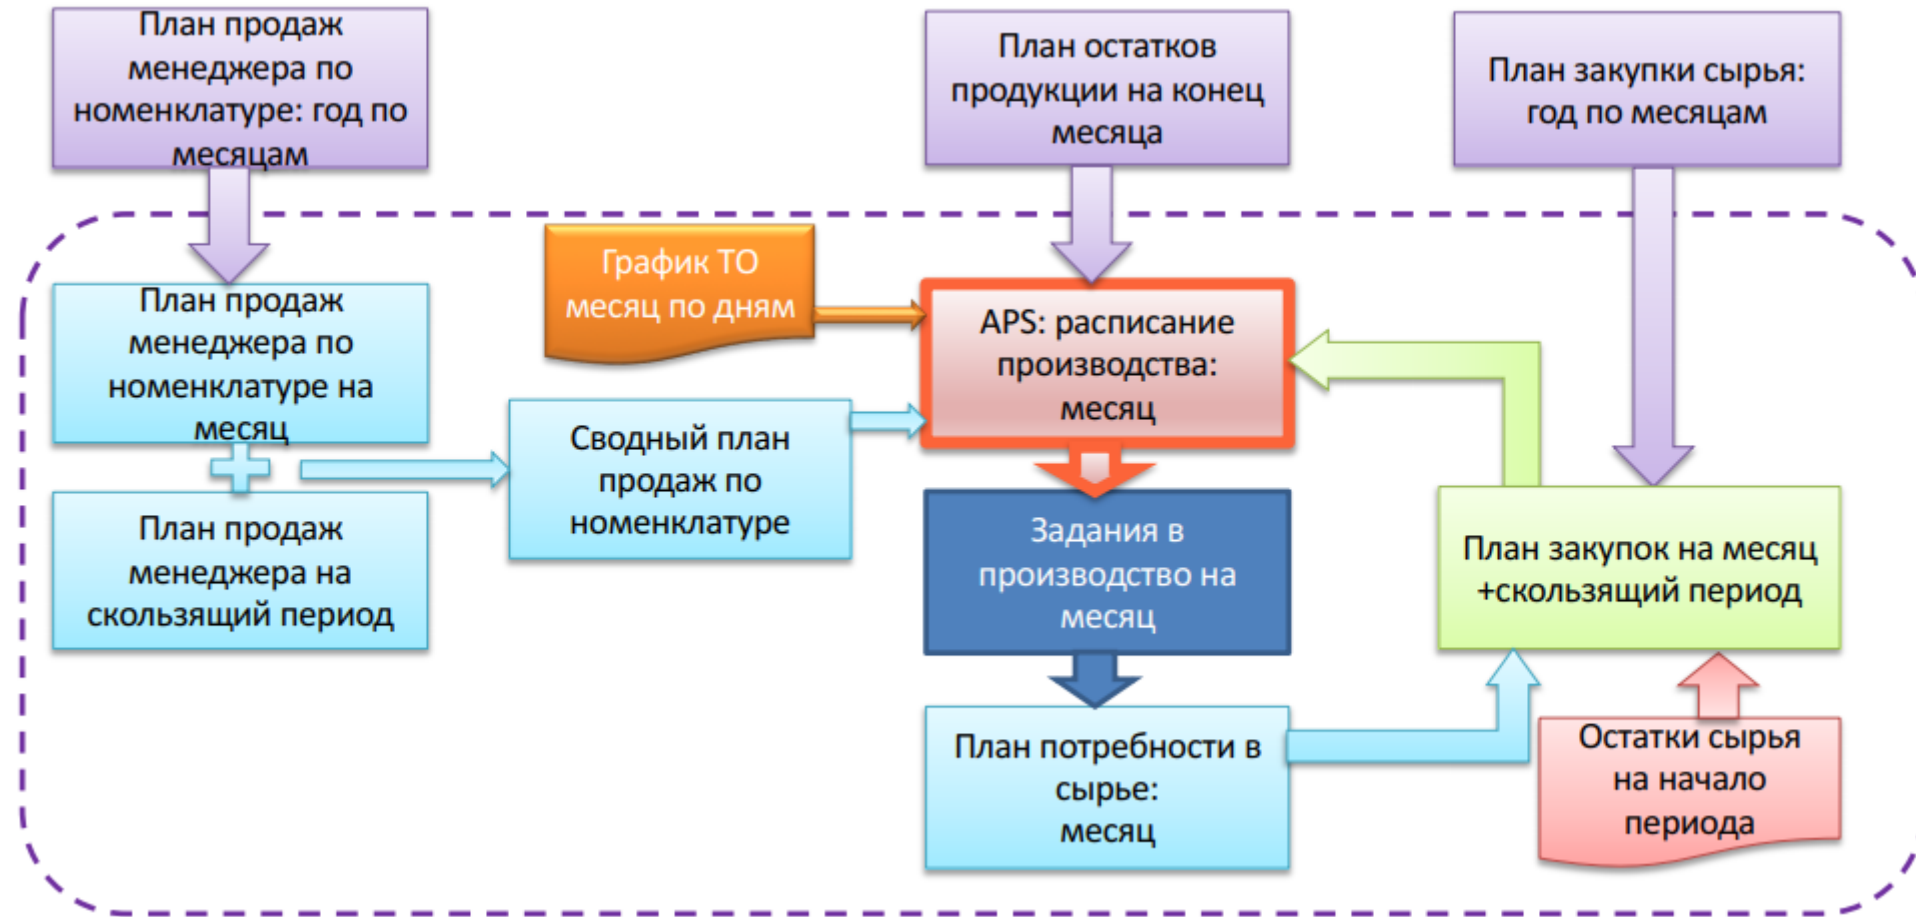 План продаж
менеджера по
номенклатуре: год по
месяцам
План остатков
продукции на конец
месяца
План закупки сырья:
год по месяцам
График ТО
месяц по дням
План продаж
менеджера по
номенклатуре на
месяц
APS: расписание
производства:
месяц
Сводный план
продаж по
номенклатуре
План продаж
менеджера на
скользящий период
Задания в
производство на
месяц
План закупок на месяц
+скользящий период
План потребности в
сырье:
месяц
Остатки сырья
на начало
периода